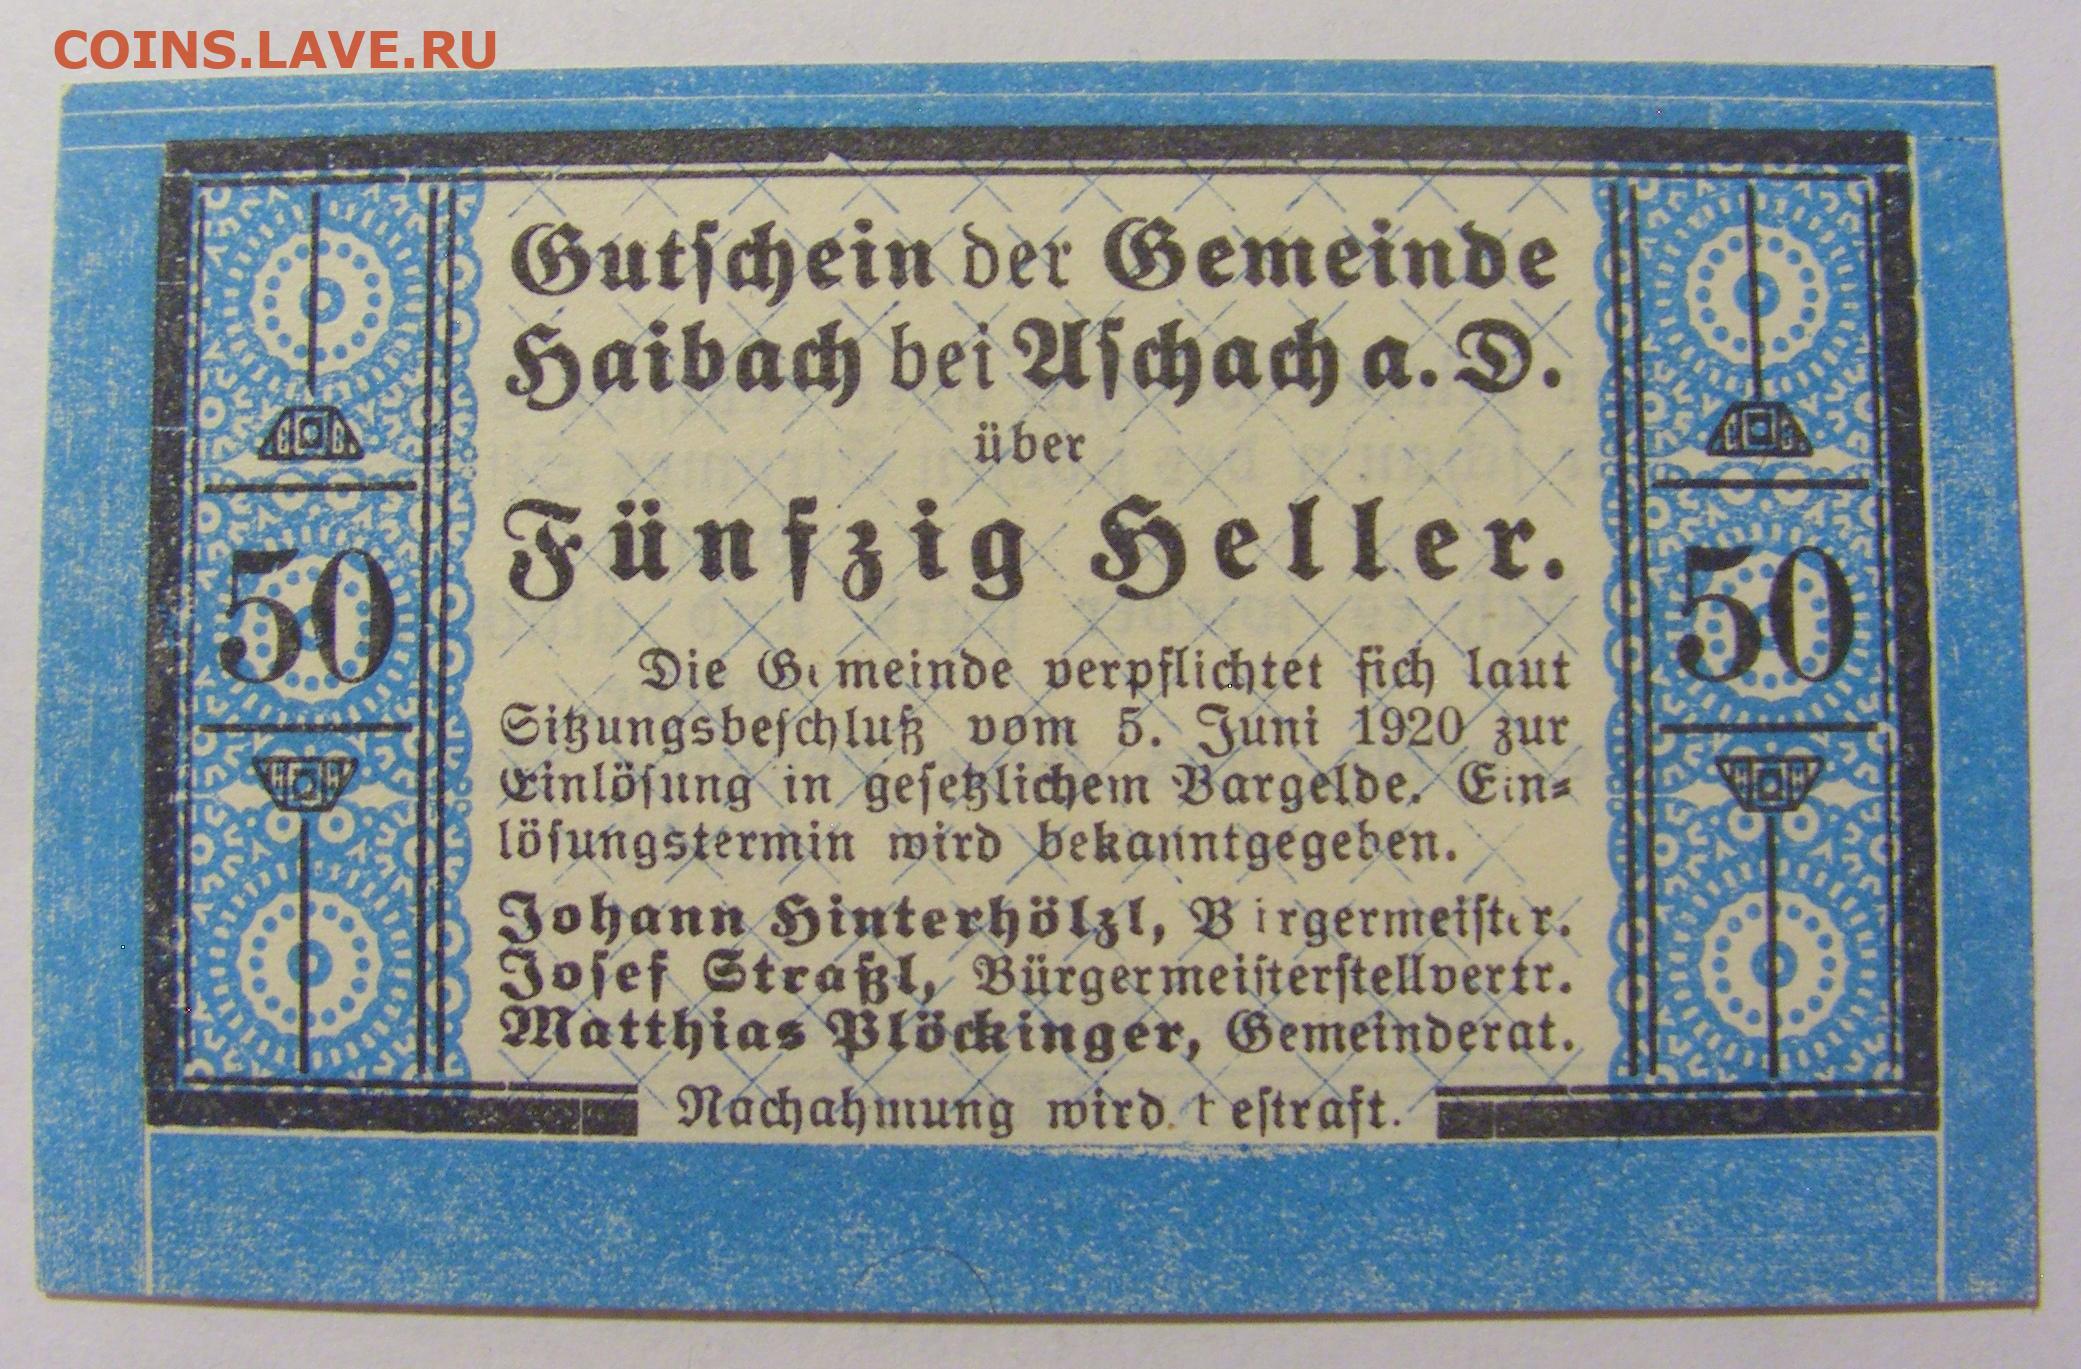 COINS.LAVE.RU
Gutschein der Gemeinde
Haibach bei Aschach a. D.
über
Fünfzig Heller.
50
50
Die Gemeinde verpflichtet sich laut
Sitzungsbeschluß vom 5. Juni 1920 zur
Einlösung in gesetzlichem Bargelde. Ein=
lösungstermin wird bekanntgegeben.
Johann Hinterhölzl, Bürgermeister.
Josef Straßl, Bürgermeisterstellvertr.
Matthias Plöckinger, Gemeinderat.
Nachahmung wird bestraft.